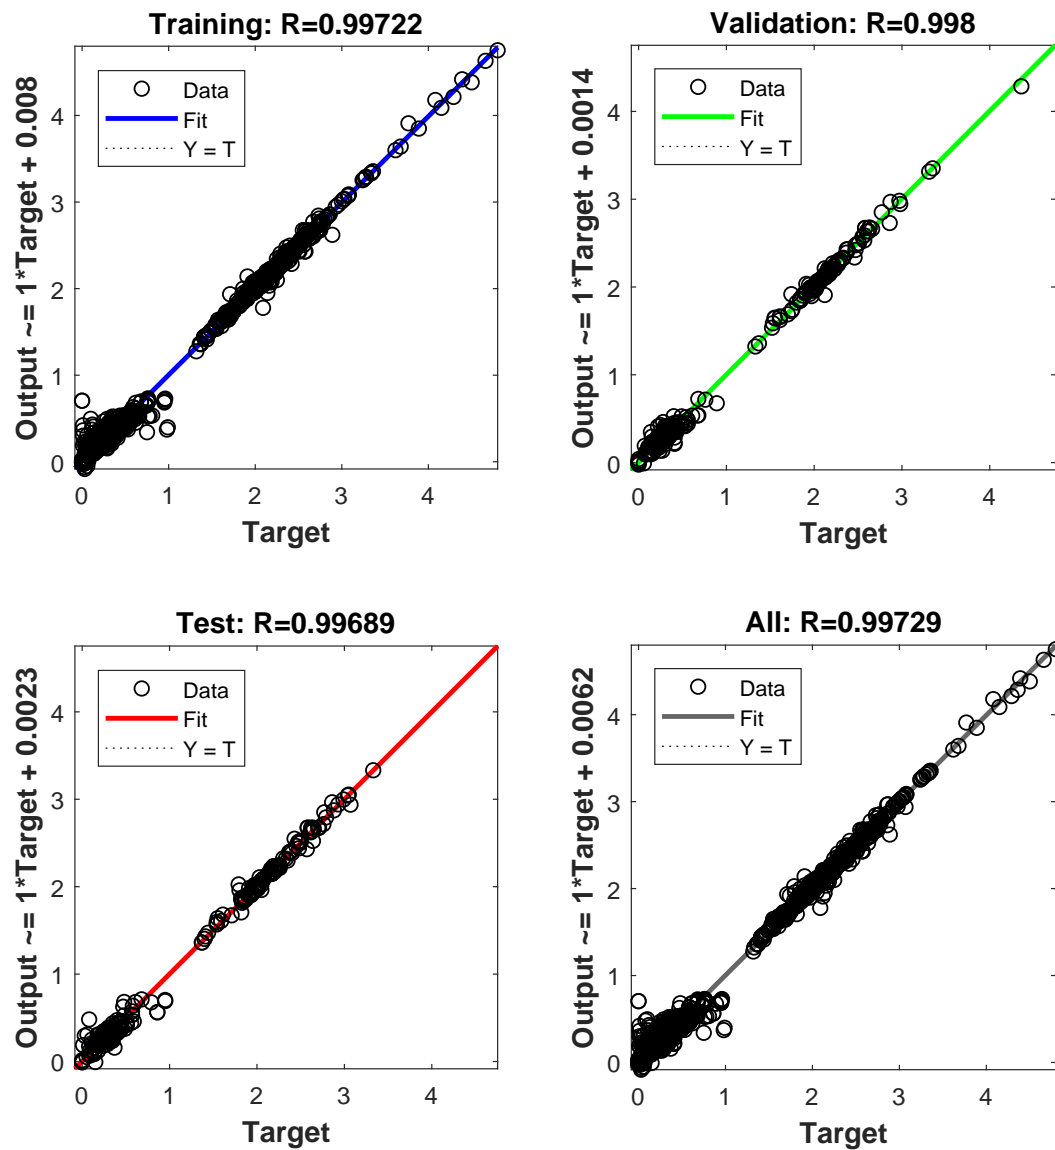 Training: R=0.99722
Output ~= 1*Target + 0.008
4
3
2
1
0
Data
Fit
Y = T
0 1 2 3 4
Target
Validation: R=0.998
Output ~= 1*Target + 0.0014
4
3
2
1
0
Data
Fit
Y = T
0 1 2 3 4
Target
Test: R=0.99689
Output ~= 1*Target + 0.0023
4
3
2
1
0
Data
Fit
Y = T
0 1 2 3 4
Target
All: R=0.99729
Output ~= 1*Target + 0.0062
4
3
2
1
0
Data
Fit
Y = T
0 1 2 3 4
Target